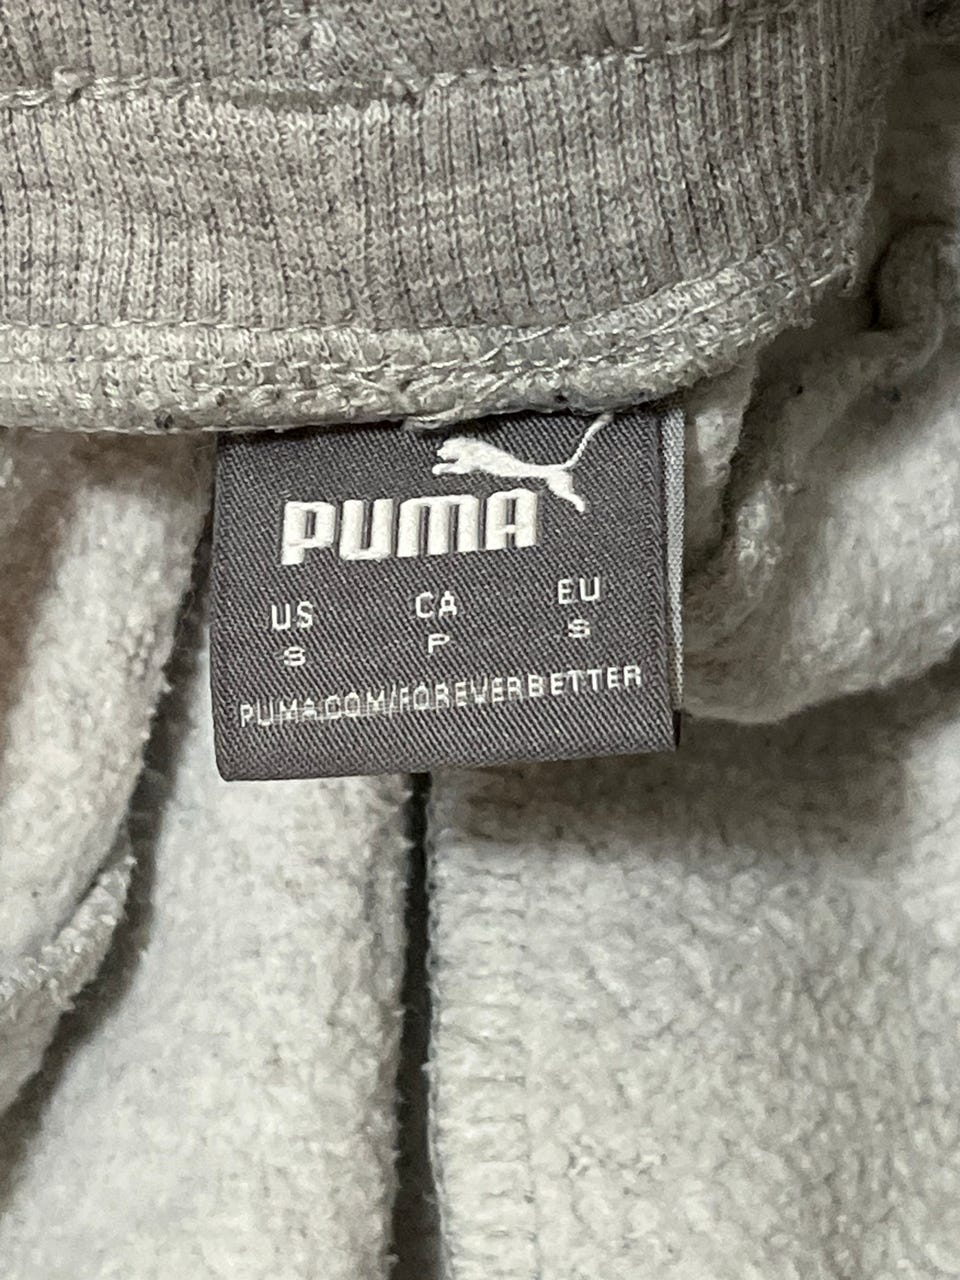 PUMA
US CA EU
S P S
PUMA.COM/FOREVERBETTER